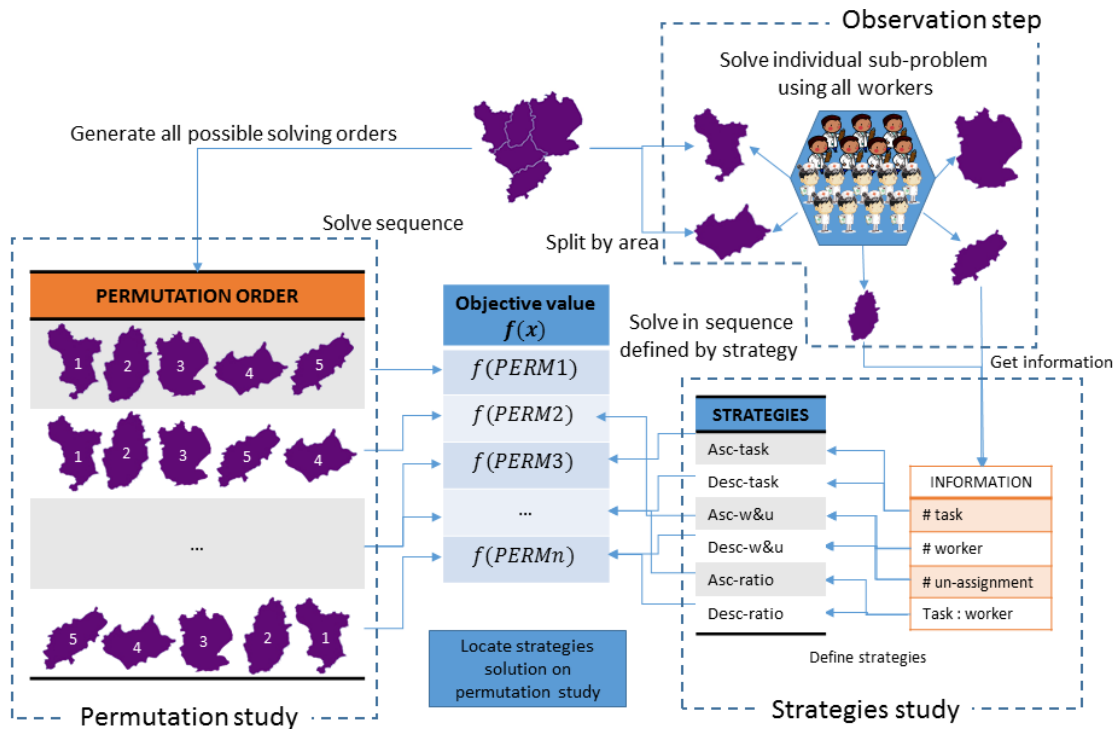 Observation step
Solve individual sub-problem
using all workers
Generate all possible solving orders
Split by area
Solve sequence
PERMUTATION ORDER
1 2 3 4 5
1 2 3 5 4
...
5 4 3 2 1
Permutation study
Objective value
f(x)
f(PERM1)
f(PERM2)
f(PERM3)
...
f(PERMn)
Locate strategies
solution on
permutation study
Solve in sequence
defined by strategy
Get information
STRATEGIES
Asc-task
Desc-task
Asc-w&u
Desc-w&u
Asc-ratio
Desc-ratio
Define strategies
INFORMATION
# task
# worker
# un-assignment
Task : worker
Strategies study